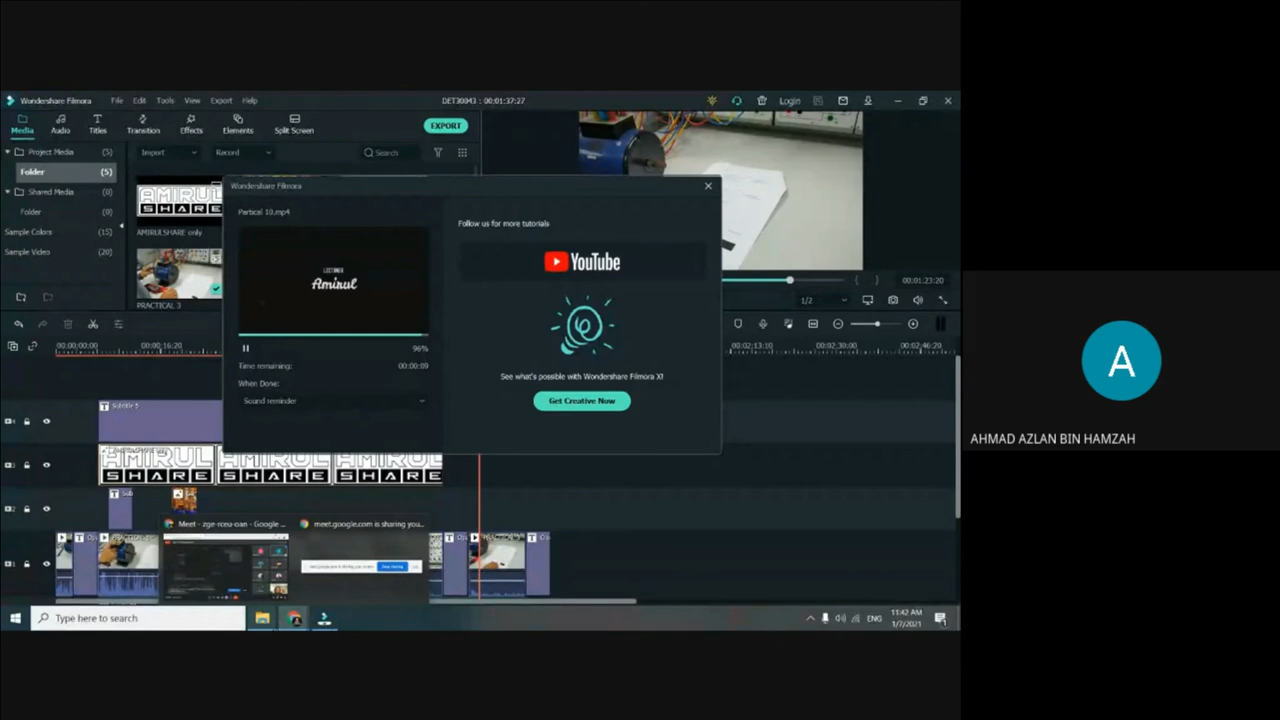 Wondershare Filmora
File Edit Tools View Export Help
DET30043 : 00:01:37:27
Login
Media Audio Titles Transition Effects Elements Split Screen
EXPORT
Project Media (5)
Import Record Search
Folder (5)
Shared Media (0)
Folder (0)
Sample Colors (15)
Sample Video (20)
AMIRUL
SHARE
AMIRULSHARE only
PRACTICAL 3
Wondershare Filmora
Partical 10.mp4
LECTURER
Amirul
96%
Time remaining: 00:00:09
When Done:
Sound reminder
Follow us for more tutorials
YouTube
See what's possible with Wondershare Filmora X!
Get Creative Now
00:01:23:20
1/2
00:00:00:00 00:00:16:20
00:02:13:10 00:02:30:00 00:02:46:20
Subtitle 5
AMIRUL AMIRUL AMIRUL
SHARE SHARE SHARE
Sub
Meet - zge-rceu-oan - Google ...
meet.google.com is sharing you...
Type here to search
ENG
11:42 AM
1/7/2021
A
AHMAD AZLAN BIN HAMZAH